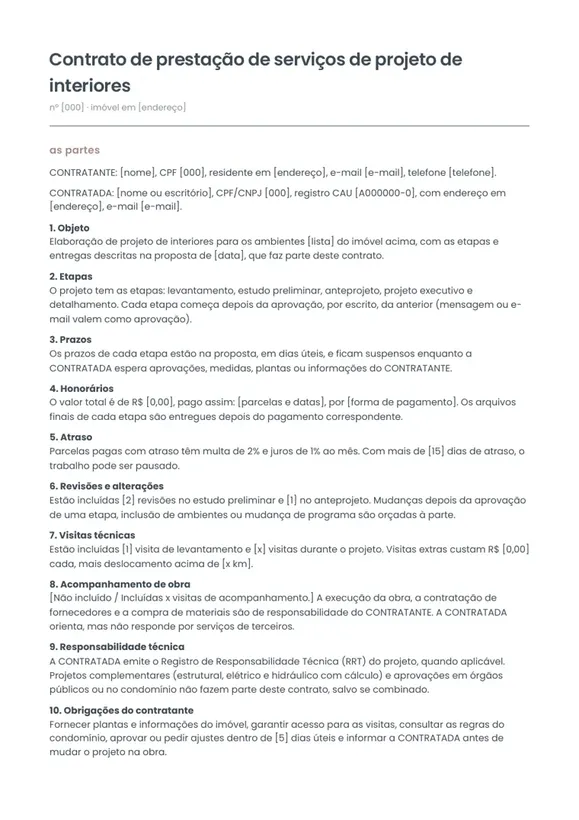 Contrato de prestação de serviços de projeto de
interiores
nº [000] · imóvel em [endereço]
as partes
CONTRATANTE: [nome], CPF [000], residente em [endereço], e-mail [e-mail], telefone [telefone].
CONTRATADA: [nome ou escritório], CPF/CNPJ [000], registro CAU [A000000-0], com endereço em
[endereço], e-mail [e-mail].
1. Objeto
Elaboração de projeto de interiores para os ambientes [lista] do imóvel acima, com as etapas e
entregas descritas na proposta de [data], que faz parte deste contrato.
2. Etapas
O projeto tem as etapas: levantamento, estudo preliminar, anteprojeto, projeto executivo e
detalhamento. Cada etapa começa depois da aprovação, por escrito, da anterior (mensagem ou e-
mail valem como aprovação).
3. Prazos
Os prazos de cada etapa estão na proposta, em dias úteis, e ficam suspensos enquanto a
CONTRATADA espera aprovações, medidas, plantas ou informações do CONTRATANTE.
4. Honorários
O valor total é de R$ [0,00], pago assim: [parcelas e datas], por [forma de pagamento]. Os arquivos
finais de cada etapa são entregues depois do pagamento correspondente.
5. Atraso
Parcelas pagas com atraso têm multa de 2% e juros de 1% ao mês. Com mais de [15] dias de atraso, o
trabalho pode ser pausado.
6. Revisões e alterações
Estão incluídas [2] revisões no estudo preliminar e [1] no anteprojeto. Mudanças depois da aprovação
de uma etapa, inclusão de ambientes ou mudança de programa são orçadas à parte.
7. Visitas técnicas
Estão incluídas [1] visita de levantamento e [x] visitas durante o projeto. Visitas extras custam R$ [0,00]
cada, mais deslocamento acima de [x km].
8. Acompanhamento de obra
[Não incluído / Incluídas x visitas de acompanhamento.] A execução da obra, a contratação de
fornecedores e a compra de materiais são de responsabilidade do CONTRATANTE. A CONTRATADA
orienta, mas não responde por serviços de terceiros.
9. Responsabilidade técnica
A CONTRATADA emite o Registro de Responsabilidade Técnica (RRT) do projeto, quando aplicável.
Projetos complementares (estrutural, elétrico e hidráulico com cálculo) e aprovações em órgãos
públicos ou no condomínio não fazem parte deste contrato, salvo se combinado.
10. Obrigações do contratante
Fornecer plantas e informações do imóvel, garantir acesso para as visitas, consultar as regras do
condomínio, aprovar ou pedir ajustes dentro de [5] dias úteis e informar a CONTRATADA antes de
mudar o projeto na obra.